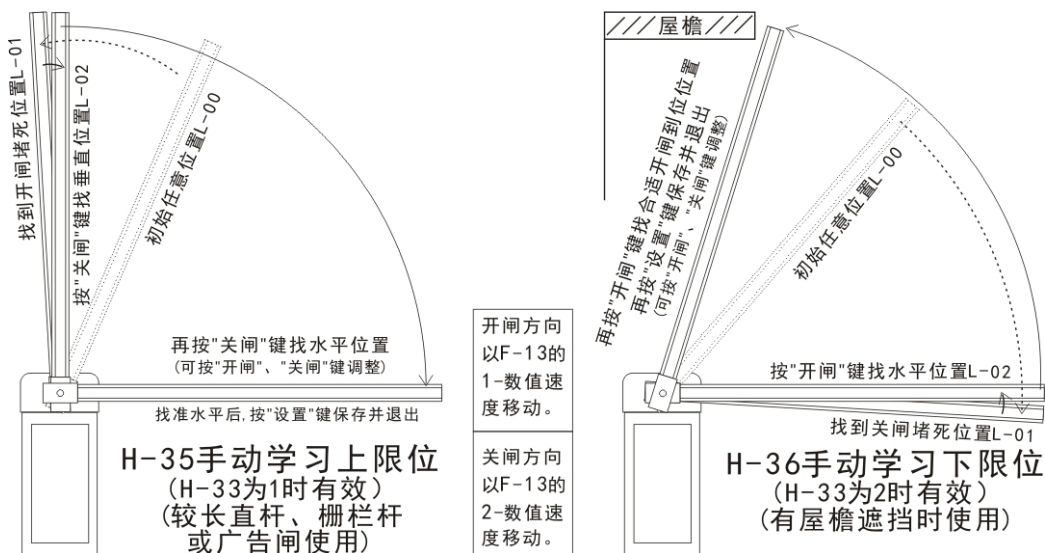 找到开闸堵死位置L-01
按"关闸"键找垂直位置L-02
初始任意位置L-00
再按"关闸"键找水平位置
(可按"开闸"、"关闸"键调整)
找准水平后,按"设置"键保存并退出
H-35手动学习上限位
(H-33为1时有效)
(较长直杆、栅栏杆
或广告闸使用)
开闸方向
以F-13的
1-数值速
度移动。
关闸方向
以F-13的
2-数值速
度移动。
屋檐
再按"开闸"键找合适开闸到位位置
再按"设置"键保存并退出
(可按"开闸"、"关闸"键调整)
初始任意位置L-00
按"开闸"键找水平位置L-02
找到关闸堵死位置L-01
H-36手动学习下限位
(H-33为2时有效)
(有屋檐遮挡时使用)